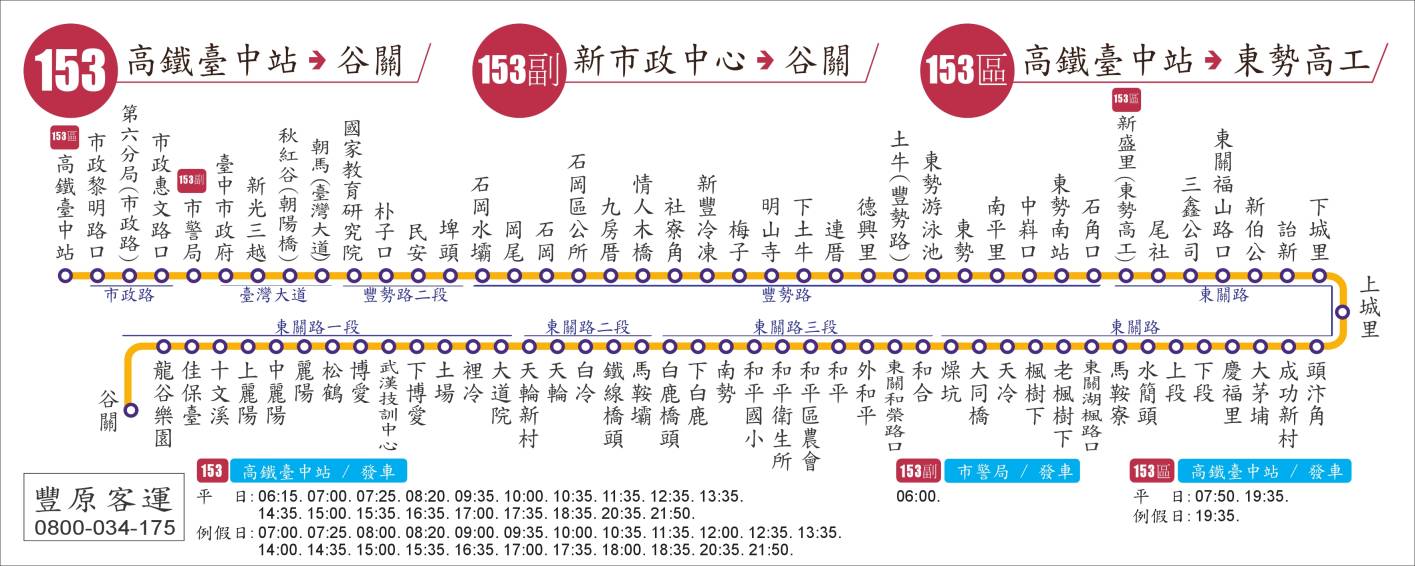 153 高鐵臺中站➔谷關
153副 新市政中心➔谷關
153區 高鐵臺中站➔東勢高工
153區
高鐵臺中站
市政黎明路口
第六分局(市政路)
市政惠文路口
153副
市警局
臺中市政府
新光三越
秋紅谷(朝陽橋)
朝馬(臺灣大道)
國家教育研究院
朴子口
民安
埤頭
石岡水壩
岡尾
石岡
石岡區公所
九房厝
情人木橋
社寮角
新豐冷凍
梅子
明山寺
下土牛
連厝
德興里
土牛(豐勢路)
東勢游泳池
東勢
南平里
中嵙口
東勢南站
石角口
153區
新盛里(東勢高工)
尾社
三鑫公司
東關福山路口
新伯公
詒新
下城里
上城里
市政路
臺灣大道
豐勢路二段
豐勢路
東關路
東關路一段
東關路二段
東關路三段
東關路
谷關
龍谷樂園
佳保臺
十文溪
上麗陽
中麗陽
麗陽
松鶴
博愛
武漢技訓中心
下博愛
土場
裡冷
大道院
天輪新村
天輪
白冷
鐵線橋頭
馬鞍壩
白鹿橋頭
下白鹿
南勢
和平國小
和平衛生所
和平區農會
和平
外和平
東關和榮路口
和合
燥坑
大同橋
天冷
楓樹下
老楓樹下
東關湖楓路口
馬鞍寮
水簡頭
上段
下段
慶福里
大茅埔
成功新村
頭汴角
豐原客運
0800-034-175
153 高鐵臺中站 / 發車
平 日: 06:15. 07:00. 07:25. 08:20. 09:35. 10:00. 10:35. 11:35. 12:35. 13:35.
14:35. 15:00. 15:35. 16:35. 17:00. 17:35. 18:35. 20:35. 21:50.
例假日: 07:00. 07:25. 08:00. 08:20. 09:00. 09:35. 10:00. 10:35. 11:35. 12:00. 12:35. 13:35.
14:00. 14:35. 15:00. 15:35. 16:35. 17:00. 17:35. 18:00. 18:35. 20:35. 21:50.
153副 市警局 / 發車
06:00.
153區 高鐵臺中站 / 發車
平 日: 07:50. 19:35.
例假日: 19:35.